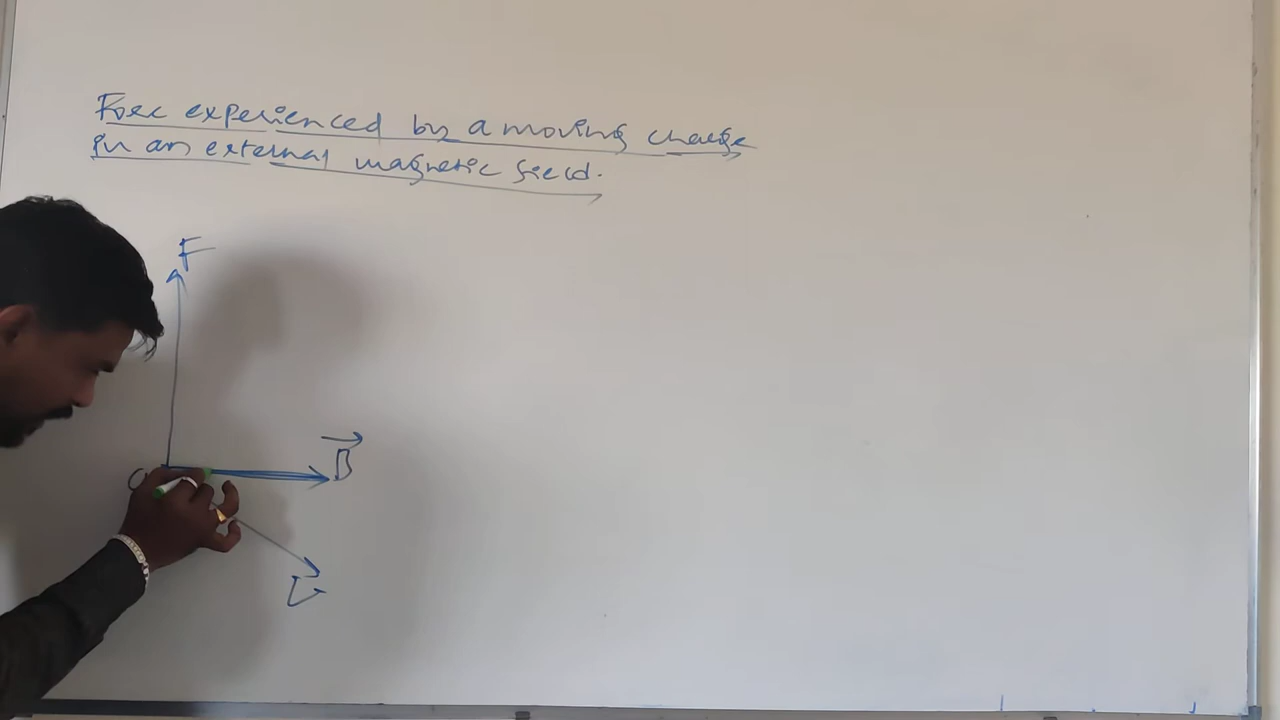 Force experienced by a moving charge
in an external magnetic field.
F
B